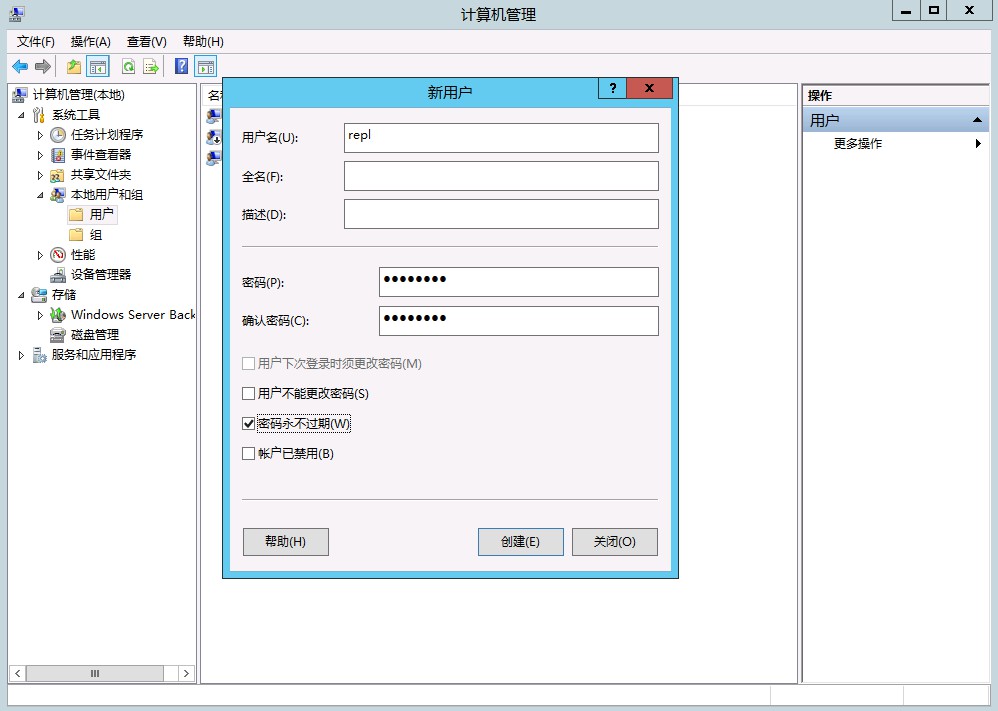 计算机管理
文件(F) 操作(A) 查看(V) 帮助(H)
计算机管理(本地)
系统工具
任务计划程序
事件查看器
共享文件夹
本地用户和组
用户
组
性能
设备管理器
存储
Windows Server Back
磁盘管理
服务和应用程序
新用户
用户名(U): repl
全名(F):
描述(D):
密码(P): ●●●●●●●●
确认密码(C): ●●●●●●●●
用户下次登录时须更改密码(M)
用户不能更改密码(S)
密码永不过期(W)
帐户已禁用(B)
帮助(H) 创建(E) 关闭(O)
操作
用户
更多操作